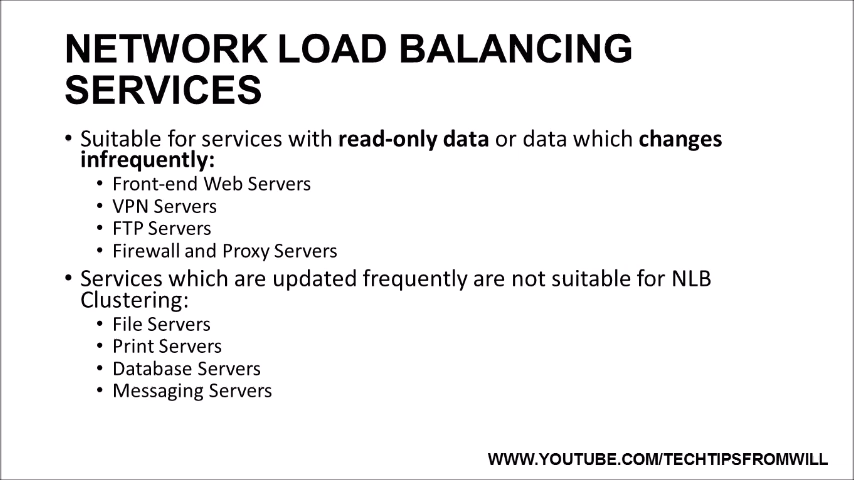 NETWORK LOAD BALANCING
SERVICES
• Suitable for services with read-only data or data which changes
infrequently:
• Front-end Web Servers
• VPN Servers
• FTP Servers
• Firewall and Proxy Servers
• Services which are updated frequently are not suitable for NLB
Clustering:
• File Servers
• Print Servers
• Database Servers
• Messaging Servers
WWW.YOUTUBE.COM/TECHTIPSFROMWILL